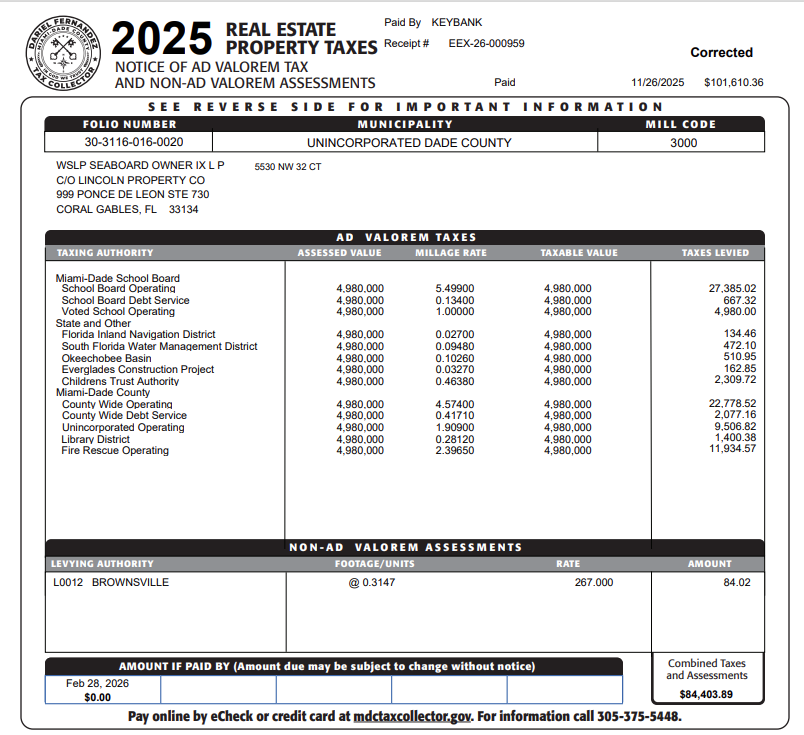 DARIEL FERNANDEZ
MIAMI-DADE COUNTY
IN GOD WE TRUST
TAX COLLECTOR
2025 REAL ESTATE PROPERTY TAXES
NOTICE OF AD VALOREM TAX
AND NON-AD VALOREM ASSESSMENTS
Paid By KEYBANK
Receipt # EEX-26-000959
Corrected
Paid 11/26/2025 $101,610.36
SEE REVERSE SIDE FOR IMPORTANT INFORMATION
FOLIO NUMBER MUNICIPALITY MILL CODE
30-3116-016-0020 UNINCORPORATED DADE COUNTY 3000
WSLP SEABOARD OWNER IX L P 5530 NW 32 CT
C/O LINCOLN PROPERTY CO
999 PONCE DE LEON STE 730
CORAL GABLES, FL 33134
AD VALOREM TAXES
TAXING AUTHORITY ASSESSED VALUE MILLAGE RATE TAXABLE VALUE TAXES LEVIED
Miami-Dade School Board
School Board Operating 4,980,000 5.49900 4,980,000 27,385.02
School Board Debt Service 4,980,000 0.13400 4,980,000 667.32
Voted School Operating 4,980,000 1.00000 4,980,000 4,980.00
State and Other
Florida Inland Navigation District 4,980,000 0.02700 4,980,000 134.46
South Florida Water Management District 4,980,000 0.09480 4,980,000 472.10
Okeechobee Basin 4,980,000 0.10260 4,980,000 510.95
Everglades Construction Project 4,980,000 0.03270 4,980,000 162.85
Childrens Trust Authority 4,980,000 0.46380 4,980,000 2,309.72
Miami-Dade County
County Wide Operating 4,980,000 4.57400 4,980,000 22,778.52
County Wide Debt Service 4,980,000 0.41710 4,980,000 2,077.16
Unincorporated Operating 4,980,000 1.90900 4,980,000 9,506.82
Library District 4,980,000 0.28120 4,980,000 1,400.38
Fire Rescue Operating 4,980,000 2.39650 4,980,000 11,934.57
NON-AD VALOREM ASSESSMENTS
LEVYING AUTHORITY FOOTAGE/UNITS RATE AMOUNT
L0012 BROWNSVILLE @ 0.3147 267.000 84.02
AMOUNT IF PAID BY (Amount due may be subject to change without notice)
Feb 28, 2026
$0.00
Combined Taxes
and Assessments
$84,403.89
Pay online by eCheck or credit card at mdctaxcollector.gov. For information call 305-375-5448.